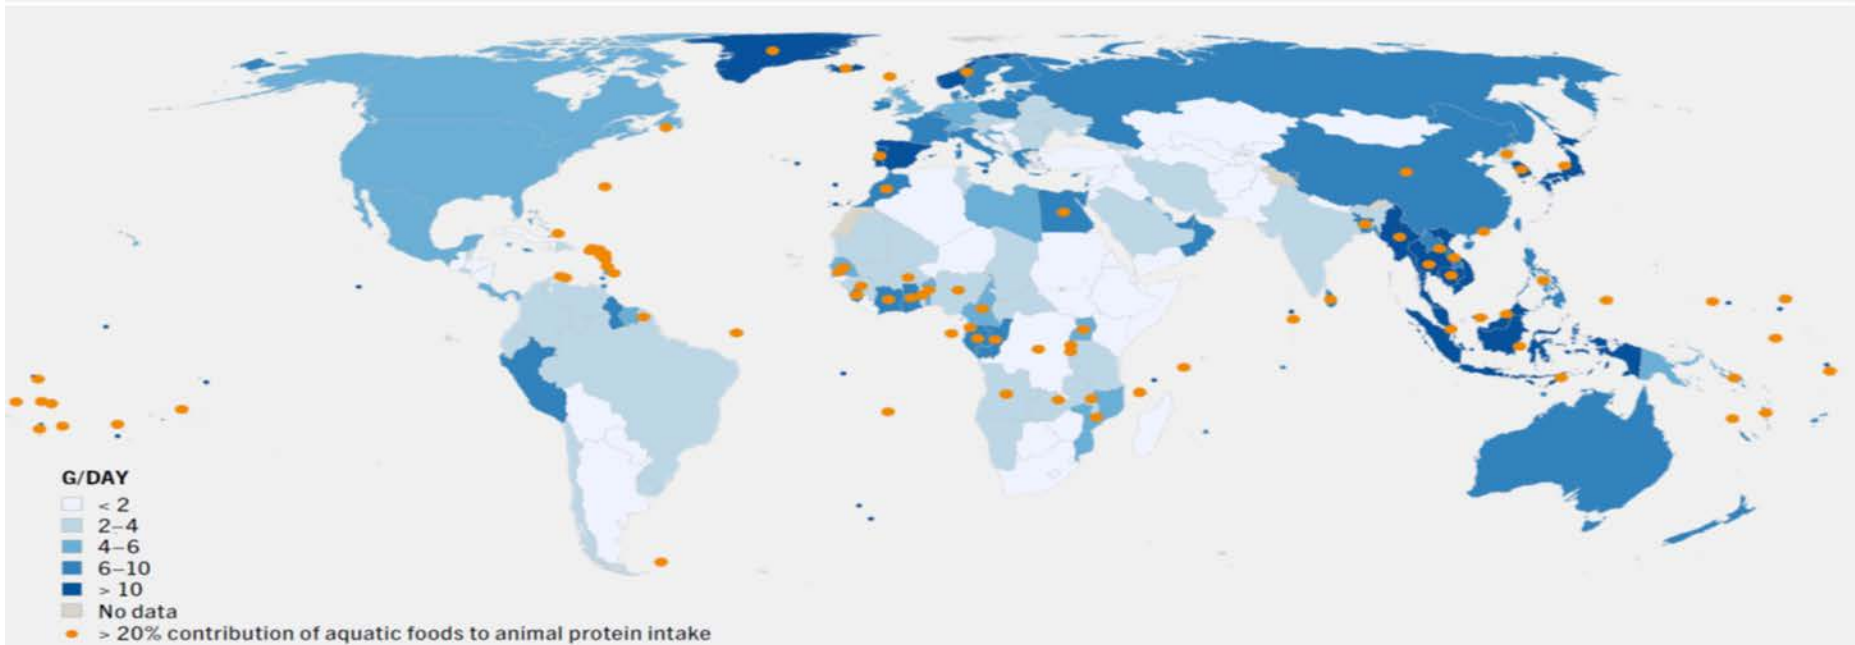 G/DAY
< 2
2–4
4–6
6–10
> 10
No data
> 20% contribution of aquatic foods to animal protein intake